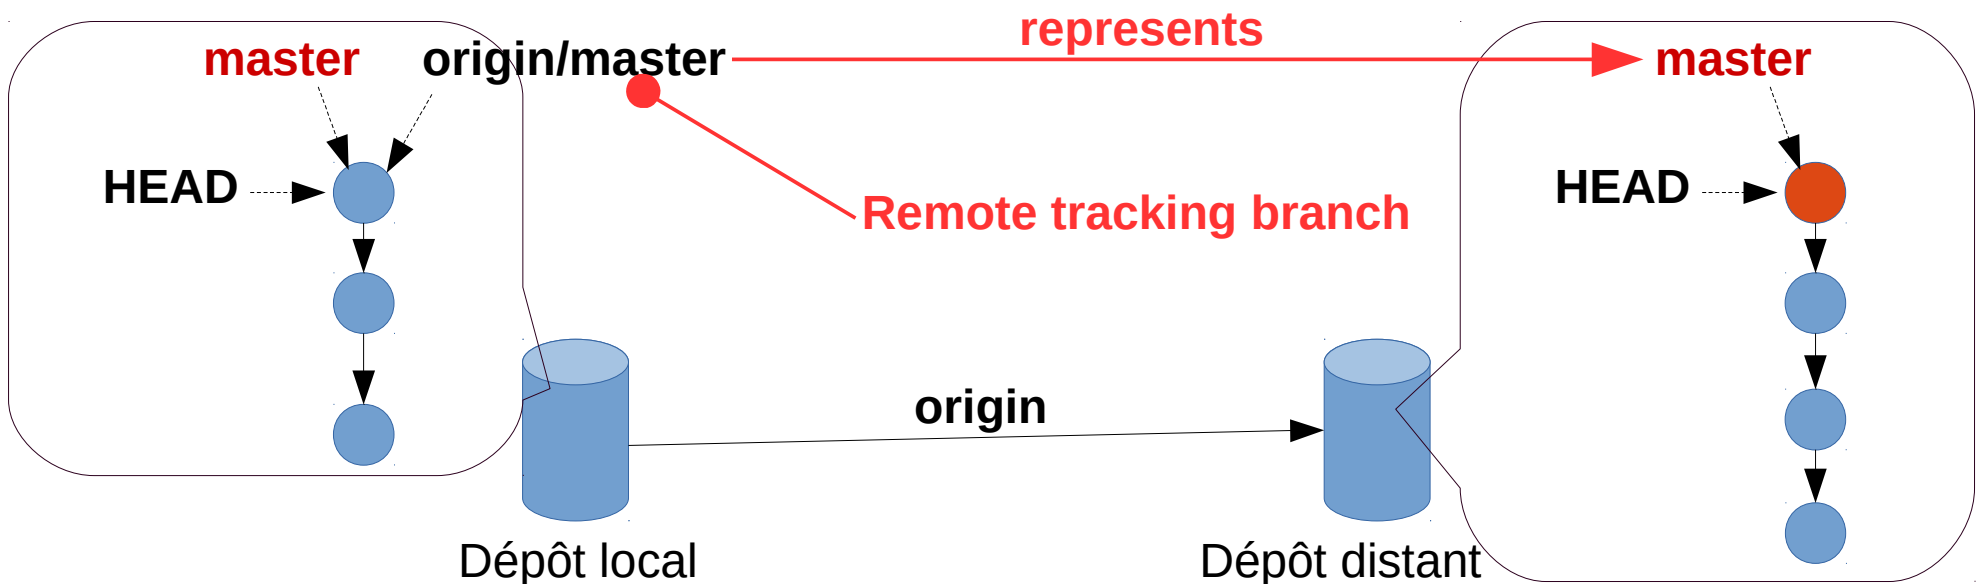 represents
master
origin/master
master
HEAD
HEAD
Remote tracking branch
origin
Dépôt local
Dépôt distant